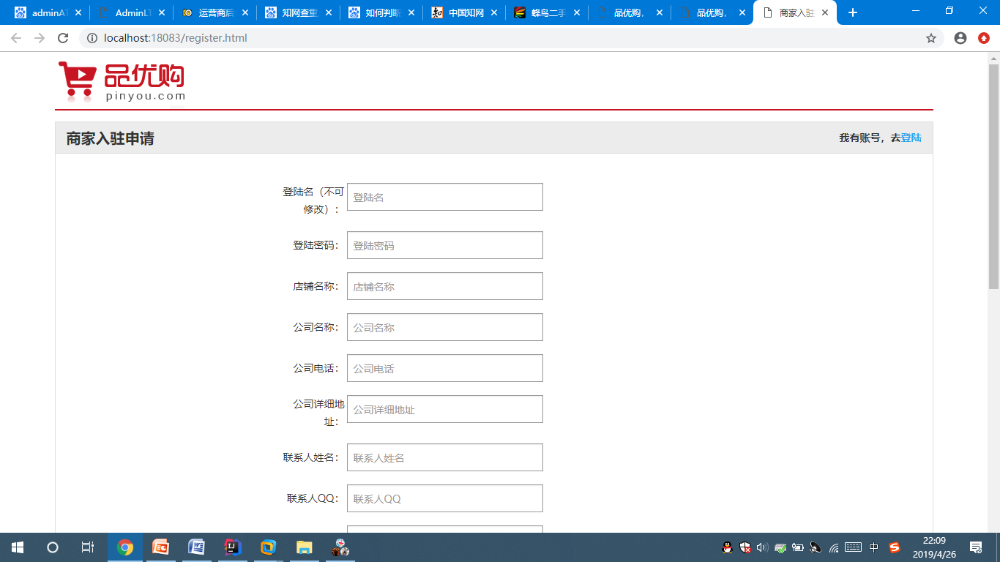 adminAT
AdminLT
运营商后
知网查重
如何判断
中国知网
蜂鸟二手
品优购,
品优购,
商家入驻
localhost:18083/register.html
品优购
pinyou.com
商家入驻申请
我有账号，去登陆
登陆名（不可
修改）：
登陆名
登陆密码：
登陆密码
店铺名称：
店铺名称
公司名称：
公司名称
公司电话：
公司电话
公司详细地
址：
公司详细地址
联系人姓名：
联系人姓名
联系人QQ：
联系人QQ
中
22:09
2019/4/26